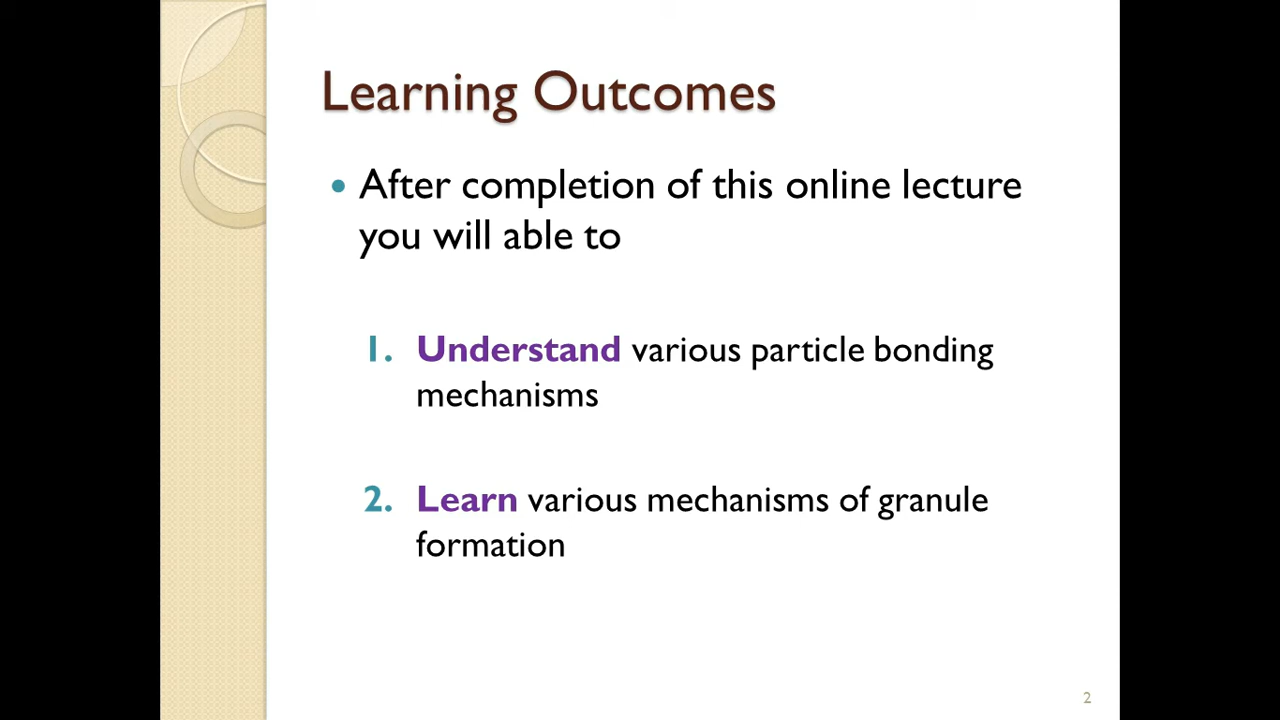 Learning Outcomes
• After completion of this online lecture
you will able to
1. Understand various particle bonding
mechanisms
2. Learn various mechanisms of granule
formation
2